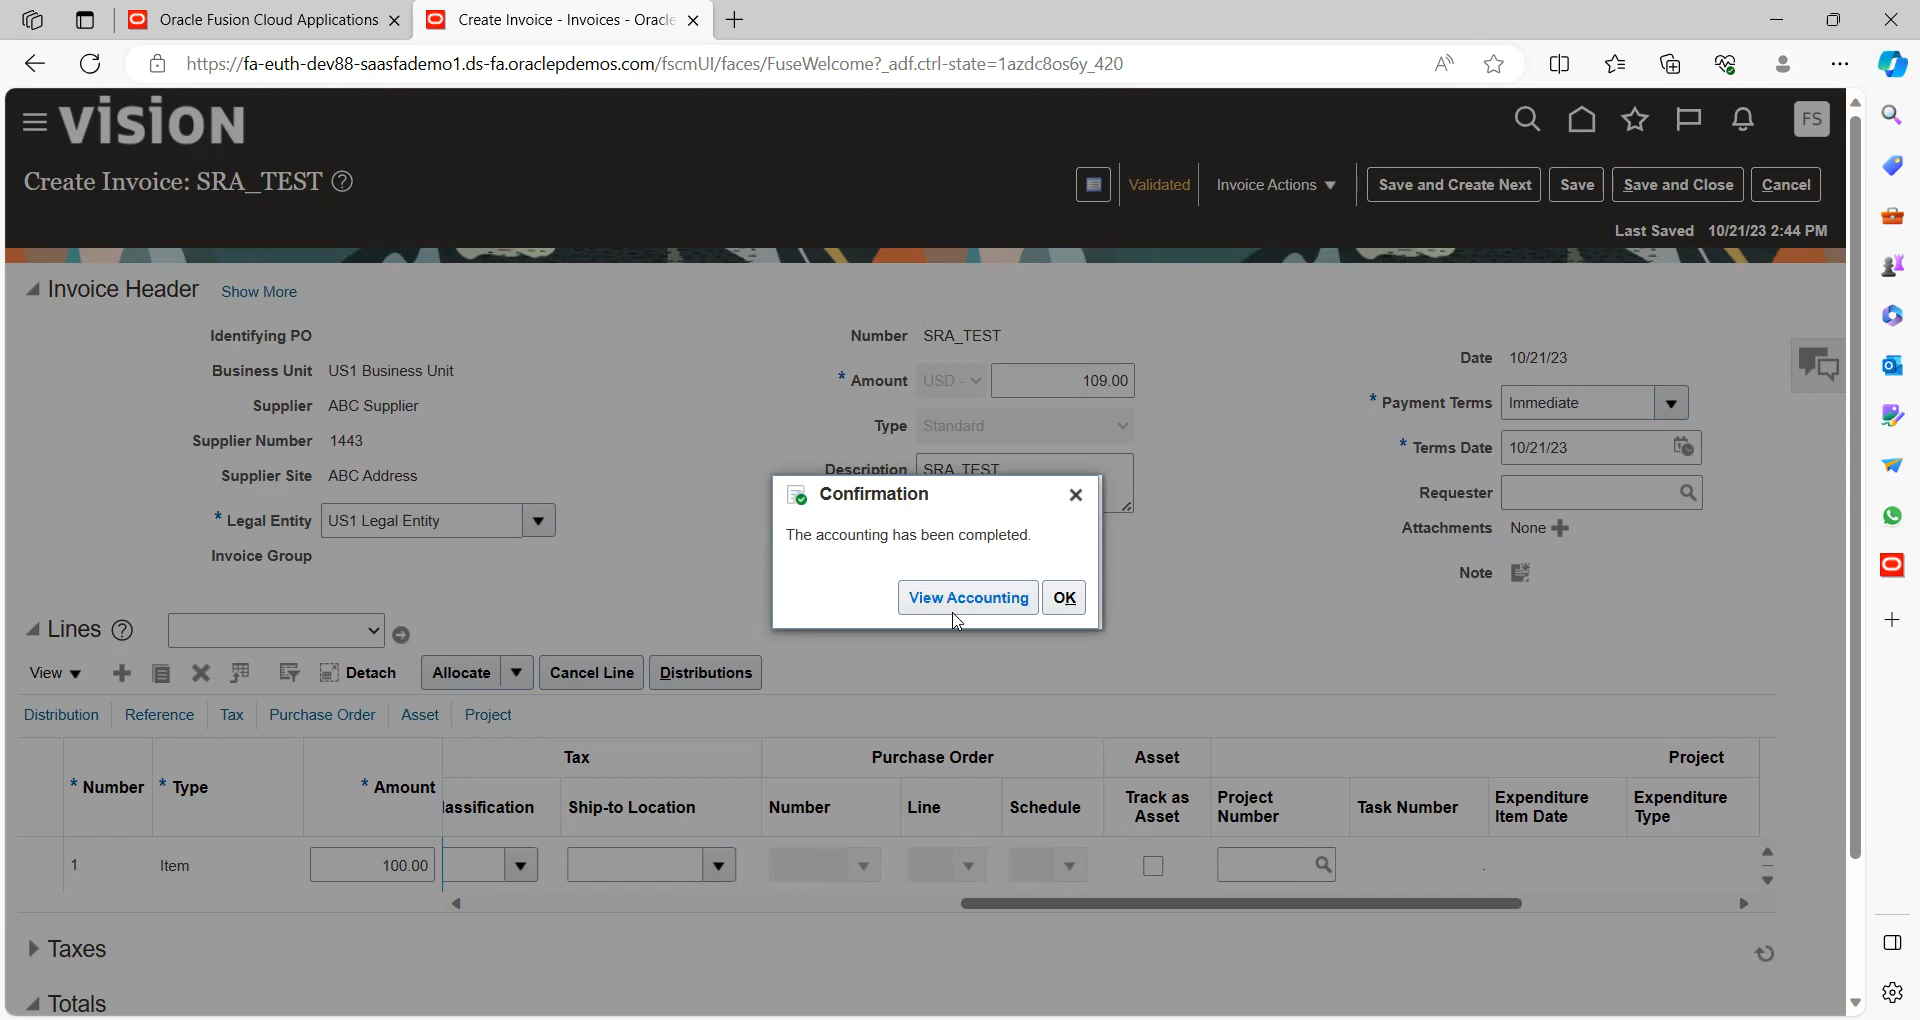 Oracle Fusion Cloud Applications
Create Invoice - Invoices - Oracle
https://fa-euth-dev88-saasfademo1.ds-fa.oraclepdemos.com/fscmUI/faces/FuseWelcome?_adf.ctrl-state=1azdc8os6y_420
VISION
FS
Create Invoice: SRA_TEST
Validated
Invoice Actions
Save and Create Next
Save
Save and Close
Cancel
Last Saved 10/21/23 2:44 PM
Invoice Header Show More
Identifying PO
Business Unit US1 Business Unit
Supplier ABC Supplier
Supplier Number 1443
Supplier Site ABC Address
* Legal Entity US1 Legal Entity
Invoice Group
Number SRA_TEST
* Amount USD - 109.00
Type Standard
Description SRA TEST
Date 10/21/23
* Payment Terms Immediate
* Terms Date 10/21/23
Requester
Attachments None
Note
Confirmation
The accounting has been completed.
View Accounting
OK
Lines
View
Detach
Allocate
Cancel Line
Distributions
Distribution
Reference
Tax
Purchase Order
Asset
Project
Tax
Purchase Order
Asset
Project
* Number
* Type
* Amount
lassification
Ship-to Location
Number
Line
Schedule
Track as
Asset
Project
Number
Task Number
Expenditure
Item Date
Expenditure
Type
1
Item
100.00
Taxes
Totals